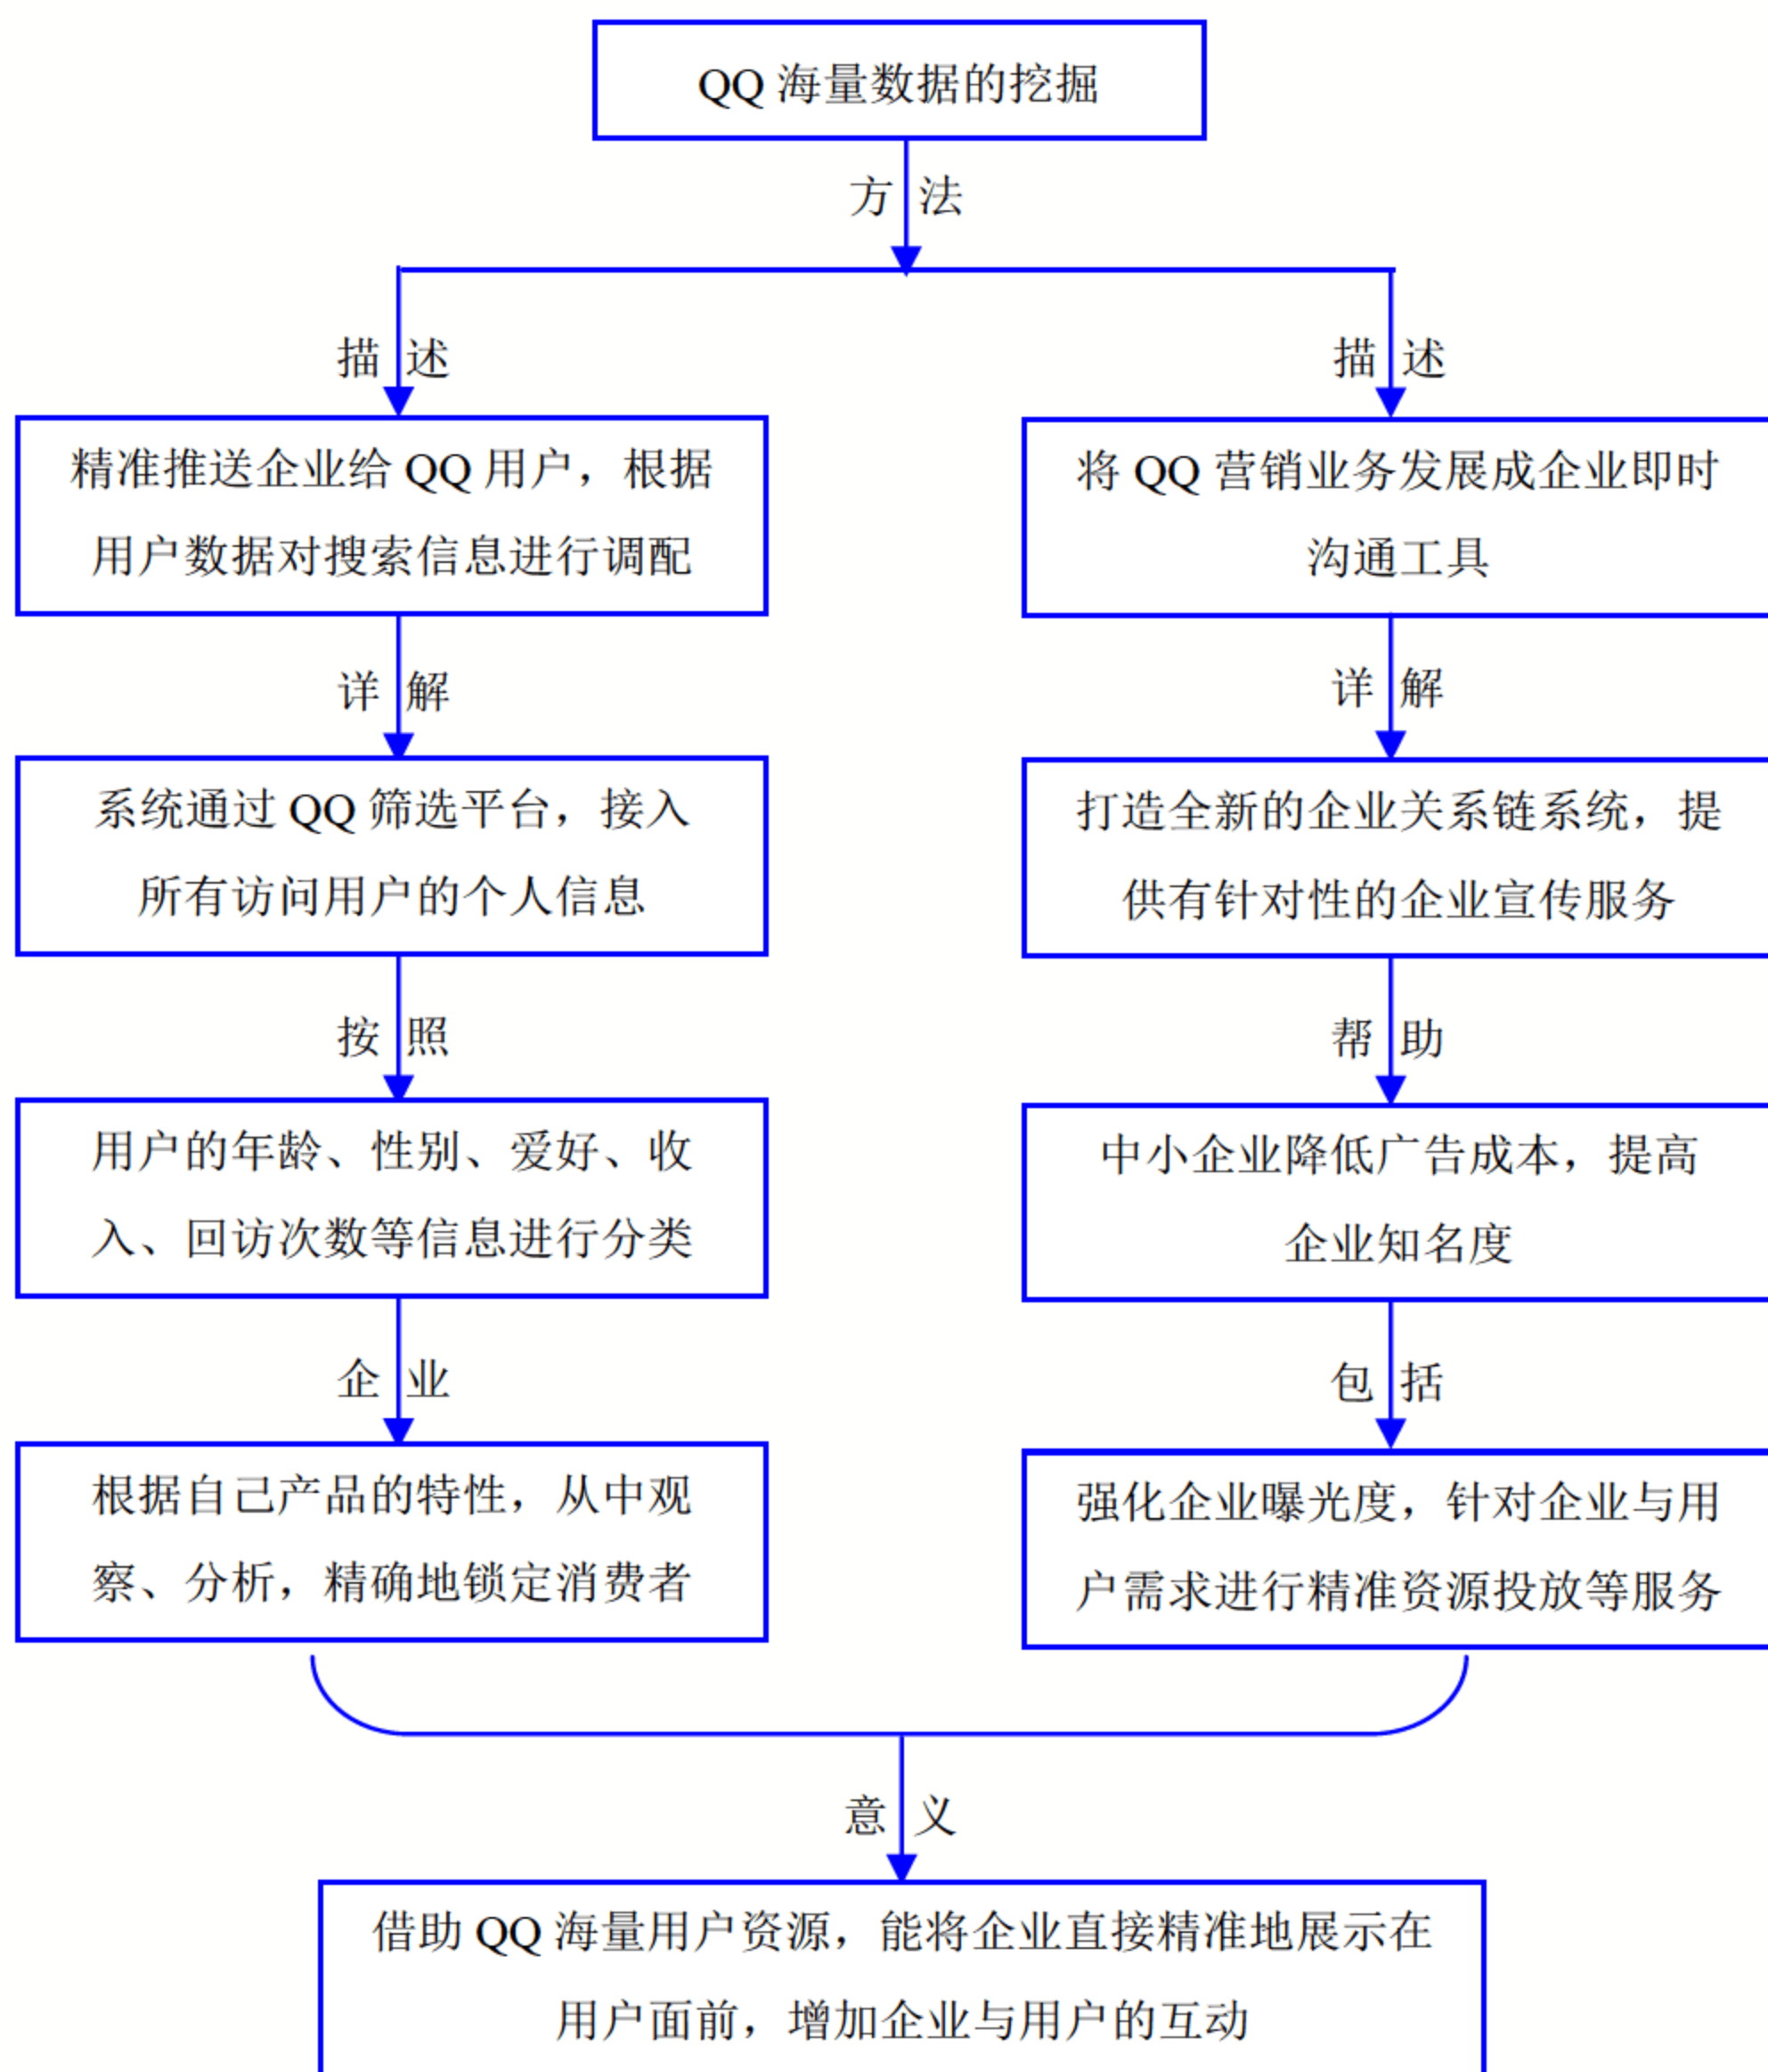 QQ 海量数据的挖掘
方 法
描 述
精准推送企业给 QQ 用户，根据
用户数据对搜索信息进行调配
详 解
系统通过 QQ 筛选平台，接入
所有访问用户的个人信息
按 照
用户的年龄、性别、爱好、收
入、回访次数等信息进行分类
企 业
根据自己产品的特性，从中观
察、分析，精确地锁定消费者
描 述
将 QQ 营销业务发展成企业即时
沟通工具
详 解
打造全新的企业关系链系统，提
供有针对性的企业宣传服务
帮 助
中小企业降低广告成本，提高
企业知名度
包 括
强化企业曝光度，针对企业与用
户需求进行精准资源投放等服务
意 义
借助 QQ 海量用户资源，能将企业直接精准地展示在
用户面前，增加企业与用户的互动